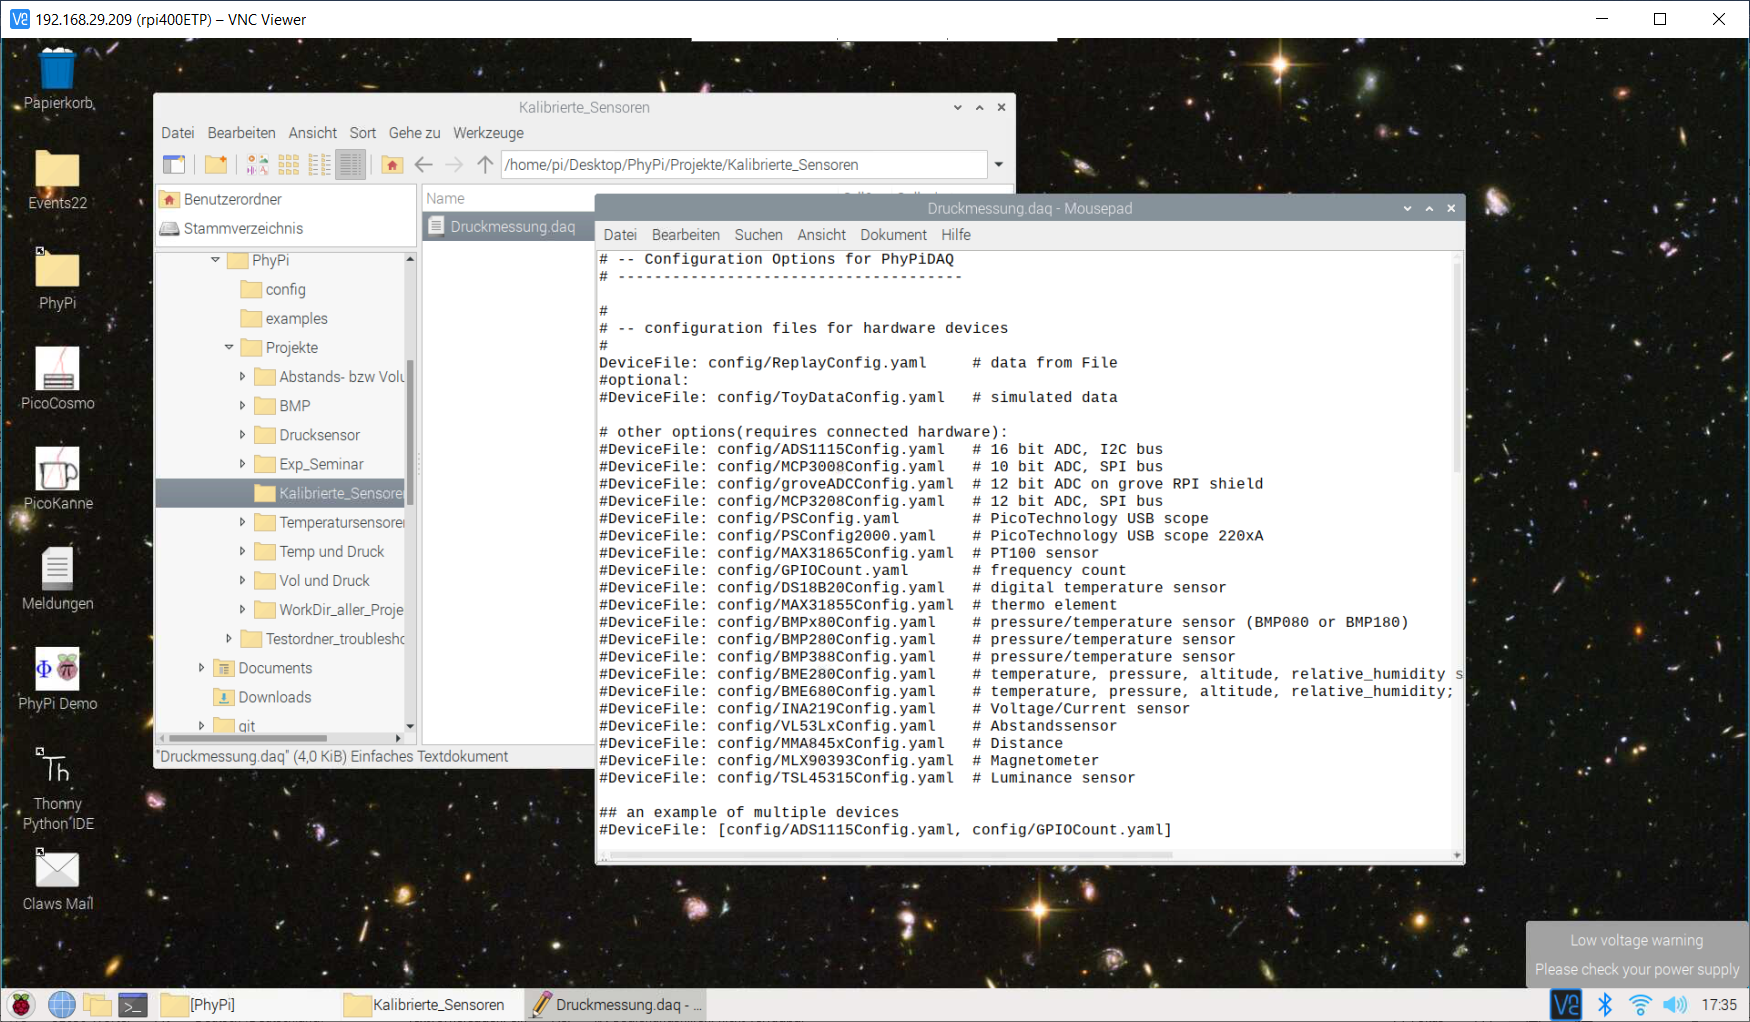 192.168.29.209 (rpi400ETP) – VNC Viewer
Papierkorb
Events22
PhyPi
PicoCosmo
PicoKanne
Meldungen
PhyPi Demo
Thonny
Python IDE
Claws Mail
Kalibrierte_Sensoren
Datei Bearbeiten Ansicht Sort Gehe zu Werkzeuge
/home/pi/Desktop/PhyPi/Projekte/Kalibrierte_Sensoren
Benutzerordner
Stammverzeichnis
PhyPi
config
examples
Projekte
Abstands- bzw Volu
BMP
Drucksensor
Exp_Seminar
Kalibrierte_Sensore
Temperatursensore
Temp und Druck
Vol und Druck
WorkDir_aller_Proje
Testordner_troublesho
Documents
Downloads
git
Name
Druckmessung.daq
"Druckmessung.daq" (4,0 KiB) Einfaches Textdokument
Druckmessung.daq - Mousepad
Datei Bearbeiten Suchen Ansicht Dokument Hilfe
# -- Configuration Options for PhyPiDAQ
# --------------------------------------
#
# -- configuration files for hardware devices
#
DeviceFile: config/ReplayConfig.yaml # data from File
#optional:
#DeviceFile: config/ToyDataConfig.yaml # simulated data
# other options(requires connected hardware):
#DeviceFile: config/ADS1115Config.yaml # 16 bit ADC, I2C bus
#DeviceFile: config/MCP3008Config.yaml # 10 bit ADC, SPI bus
#DeviceFile: config/groveADCConfig.yaml # 12 bit ADC on grove RPI shield
#DeviceFile: config/MCP3208Config.yaml # 12 bit ADC, SPI bus
#DeviceFile: config/PSConfig.yaml # PicoTechnology USB scope
#DeviceFile: config/PSConfig2000.yaml # PicoTechnology USB scope 220xA
#DeviceFile: config/MAX31865Config.yaml # PT100 sensor
#DeviceFile: config/GPIOCount.yaml # frequency count
#DeviceFile: config/DS18B20Config.yaml # digital temperature sensor
#DeviceFile: config/MAX31855Config.yaml # thermo element
#DeviceFile: config/BMPx80Config.yaml # pressure/temperature sensor (BMP080 or BMP180)
#DeviceFile: config/BMP280Config.yaml # pressure/temperature sensor
#DeviceFile: config/BMP388Config.yaml # pressure/temperature sensor
#DeviceFile: config/BME280Config.yaml # temperature, pressure, altitude, relative_humidity s
#DeviceFile: config/BME680Config.yaml # temperature, pressure, altitude, relative_humidity;
#DeviceFile: config/INA219Config.yaml # Voltage/Current sensor
#DeviceFile: config/VL53LxConfig.yaml # Abstandssensor
#DeviceFile: config/MMA845xConfig.yaml # Distance
#DeviceFile: config/MLX90393Config.yaml # Magnetometer
#DeviceFile: config/TSL45315Config.yaml # Luminance sensor
## an example of multiple devices
#DeviceFile: [config/ADS1115Config.yaml, config/GPIOCount.yaml]
Low voltage warning
Please check your power supply
[PhyPi]
Kalibrierte_Sensoren
Druckmessung.daq - ...
17:35